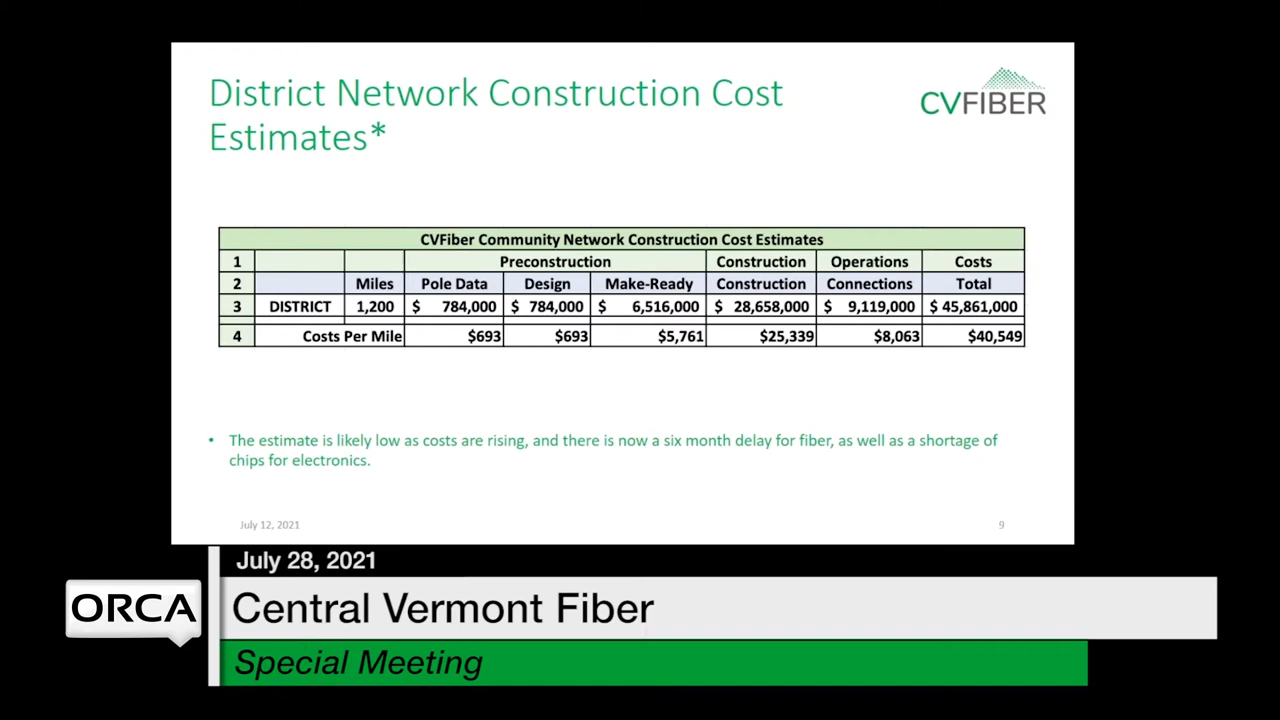 District Network Construction Cost
Estimates*
CVFIBER
CVFiber Community Network Construction Cost Estimates
1 Preconstruction Construction Operations Costs
2 Miles Pole Data Design Make-Ready Construction Connections Total
3 DISTRICT 1,200 $ 784,000 $ 784,000 $ 6,516,000 $ 28,658,000 $ 9,119,000 $ 45,861,000
4 Costs Per Mile $693 $693 $5,761 $25,339 $8,063 $40,549
• The estimate is likely low as costs are rising, and there is now a six month delay for fiber, as well as a shortage of
chips for electronics.
July 12, 2021 9
July 28, 2021
ORCA Central Vermont Fiber
Special Meeting